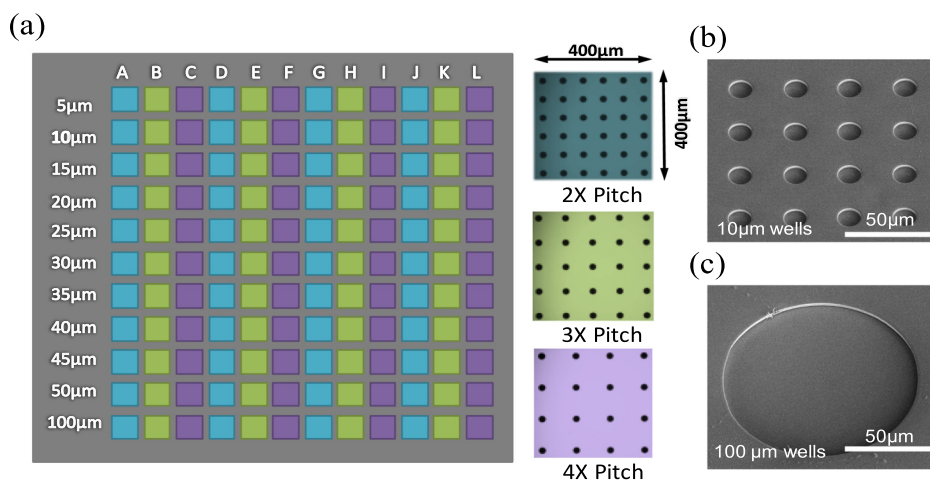 (a)
A B C D E F G H I J K L
5µm
10µm
15µm
20µm
25µm
30µm
35µm
40µm
45µm
50µm
100µm
400µm
400µm
2X Pitch
3X Pitch
4X Pitch
(b)
10µm wells
50µm
(c)
100 µm wells
50µm